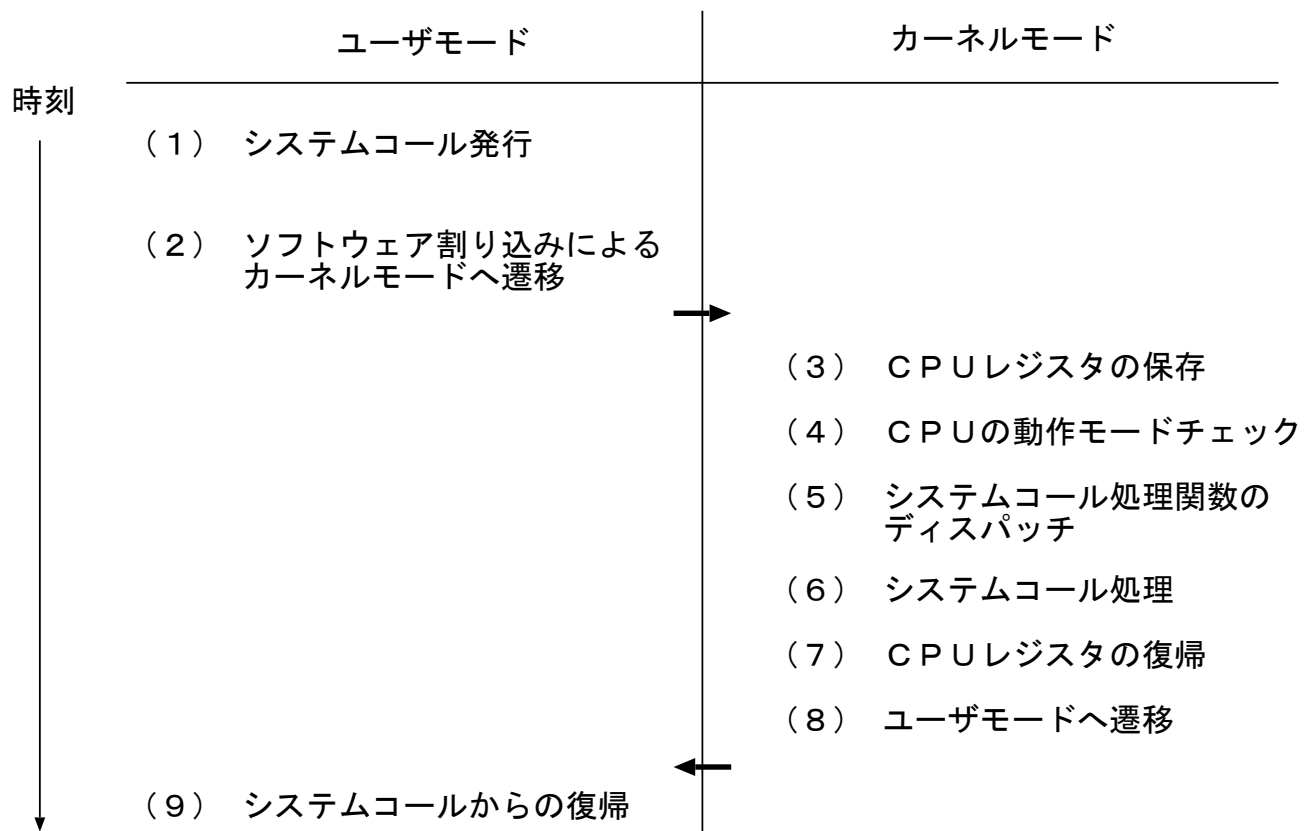 ユーザモード
カーネルモード
時刻
（１） システムコール発行
（２） ソフトウェア割り込みによる
カーネルモードへ遷移
（３） ＣＰＵレジスタの保存
（４） ＣＰＵの動作モードチェック
（５） システムコール処理関数の
ディスパッチ
（６） システムコール処理
（７） ＣＰＵレジスタの復帰
（８） ユーザモードへ遷移
（９） システムコールからの復帰